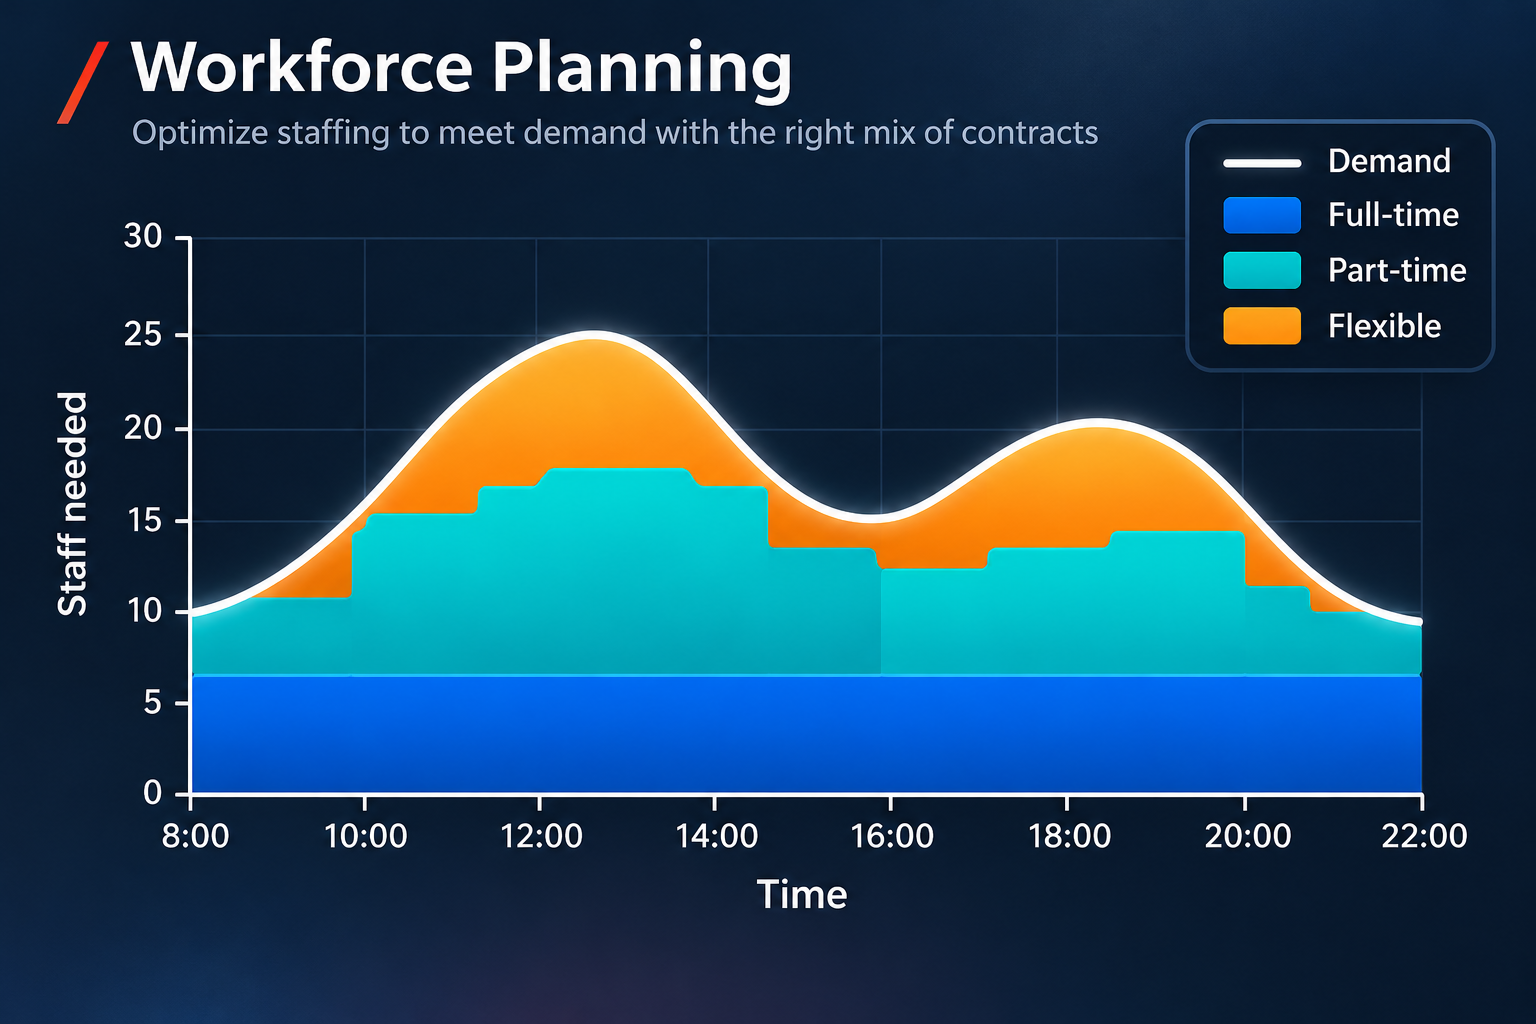 Workforce Planning
Optimize staffing to meet demand with the right mix of contracts
Demand
Full-time
Part-time
Flexible
Staff needed
30
25
20
15
10
5
0
8:00 10:00 12:00 14:00 16:00 18:00 20:00 22:00
Time